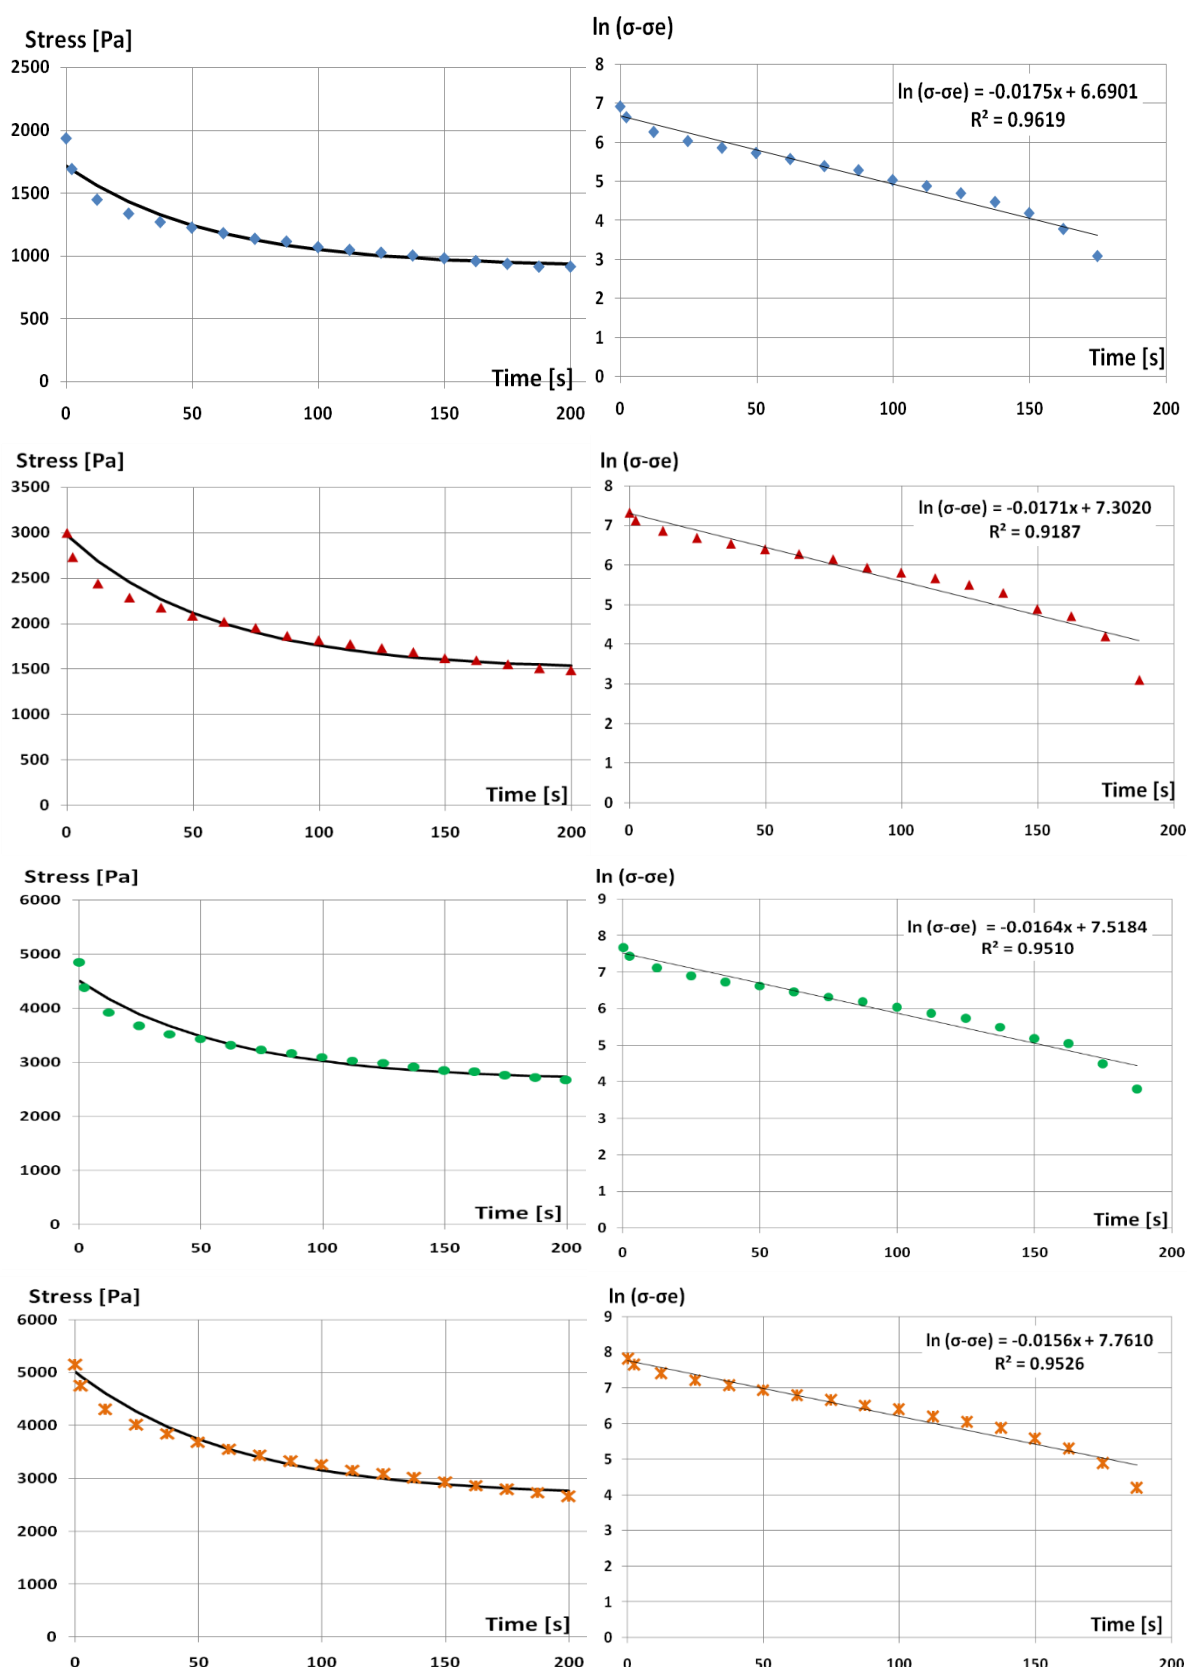 Stress [Pa]
2500
2000
1500
1000
500
0
Time [s]
0 50 100 150 200
ln (σ-σe)
8
7
6
5
4
3
2
1
0
ln (σ-σe) = -0.0175x + 6.6901
R² = 0.9619
Time [s]
0 50 100 150 200
Stress [Pa]
3500
3000
2500
2000
1500
1000
500
0
Time [s]
0 50 100 150 200
ln (σ-σe)
8
7
6
5
4
3
2
1
0
ln (σ-σe) = -0.0171x + 7.3020
R² = 0.9187
Time [s]
0 50 100 150 200
Stress [Pa]
6000
5000
4000
3000
2000
1000
0
Time [s]
0 50 100 150 200
ln (σ-σe)
9
8
7
6
5
4
3
2
1
0
ln (σ-σe) = -0.0164x + 7.5184
R² = 0.9510
Time [s]
0 50 100 150 200
Stress [Pa]
6000
5000
4000
3000
2000
1000
0
Time [s]
0 50 100 150 200
ln (σ-σe)
9
8
7
6
5
4
3
2
1
0
ln (σ-σe) = -0.0156x + 7.7610
R² = 0.9526
Time [s]
0 50 100 150 200